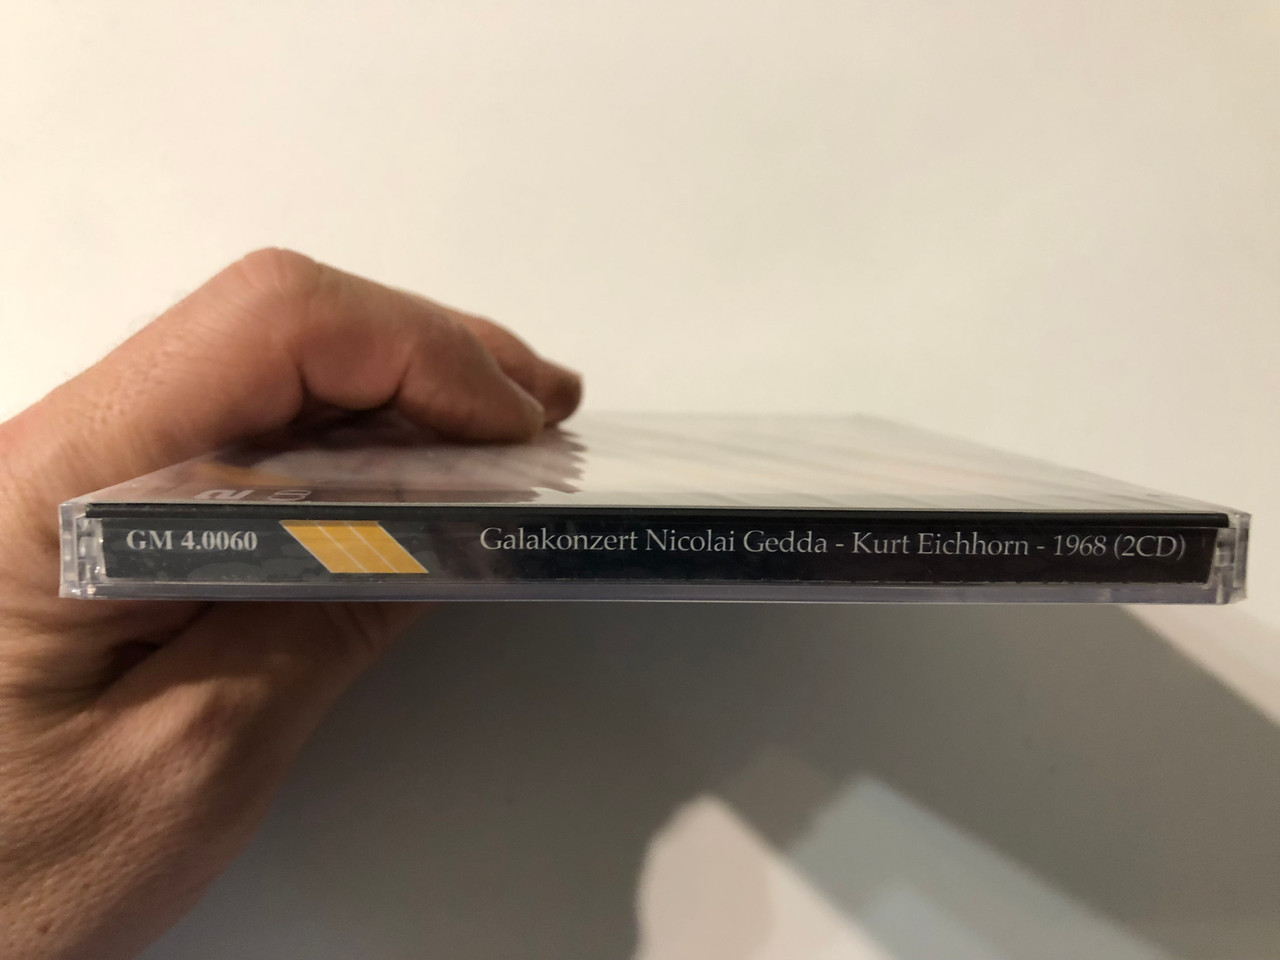 GM 4.0060 Galakonzert Nicolai Gedda - Kurt Eichhorn - 1968 (2CD)